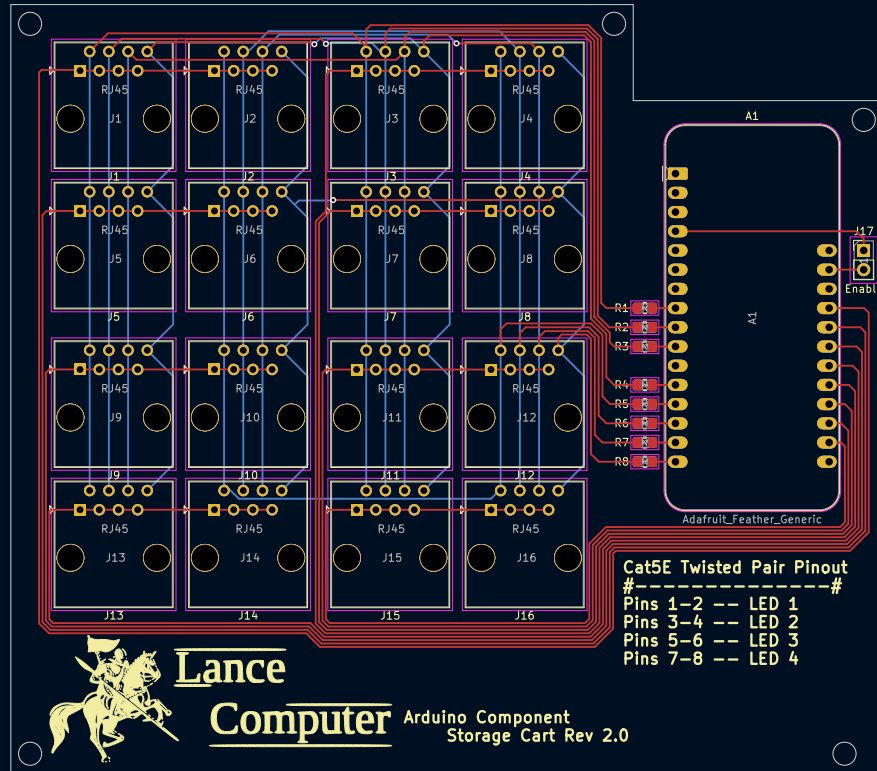 A1
RJ45
RJ45
RJ45
RJ45
J1
J2
J3
J4
J1
J2
J3
J4
RJ45
RJ45
RJ45
RJ45
J17
J5
J6
J7
J8
Enabl
J5
J6
J7
J8
R1
R2
R3
A1
RJ45
RJ45
RJ45
RJ45
R4
R5
R6
R7
R8
J9
J10
J11
J12
J9
J10
J11
J12
RJ45
RJ45
RJ45
RJ45
Adafruit_Feather_Generic
J13
J14
J15
J16
J13
J14
J15
J16
Cat5E Twisted Pair Pinout
#---------------#
Pins 1-2 -- LED 1
Pins 3-4 -- LED 2
Pins 5-6 -- LED 3
Pins 7-8 -- LED 4
Lance
Computer
Arduino Component
Storage Cart Rev 2.0